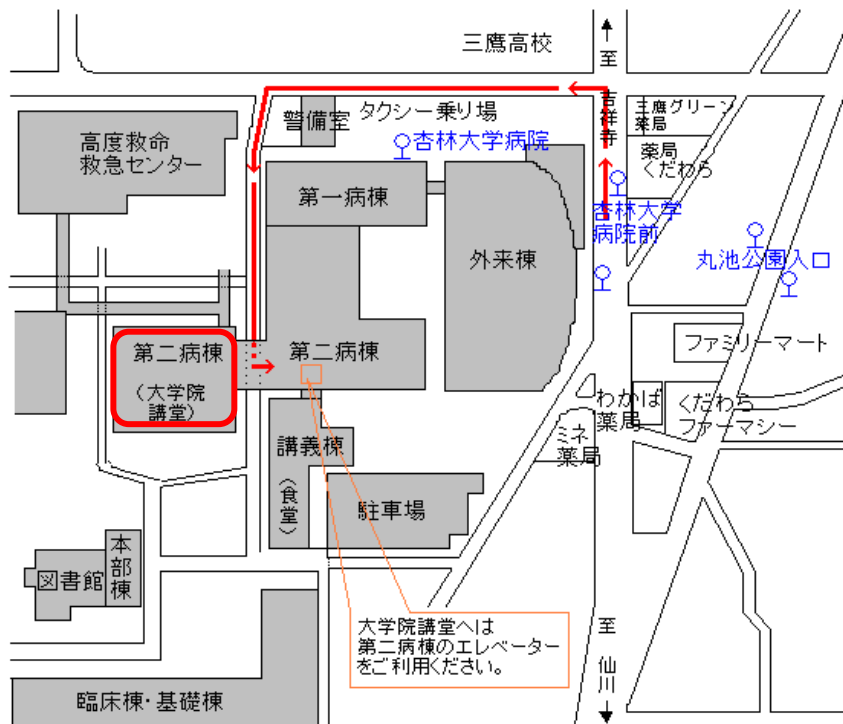 三鷹高校
至
吉祥寺
警備室
タクシー乗り場
三鷹グリーン
薬局
高度救命
救急センター
杏林大学病院
薬局
くだわら
第一病棟
杏林大学
病院前
外来棟
丸池公園入口
第二病棟
(大学院
講堂)
第二病棟
ファミリーマート
わかば
薬局
くだわら
ファーマシー
講義棟
(食堂)
ミネ
薬局
駐車場
本部棟
図書館
大学院講堂へは
第二病棟のエレベーター
をご利用ください。
至
仙川
臨床棟・基礎棟